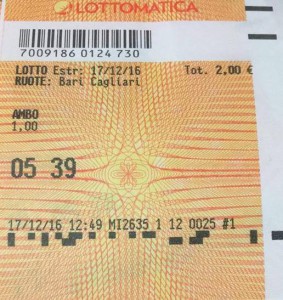 LOTTOMATICA
7009186 0124 730
LOTTO Estr: 17/12/16 Tot. 2,00 €
RUOTE: Bari Cagliari
AMBO
1,00
05 39
17/12/16 12:49 MI2635 1 12 0025 #1